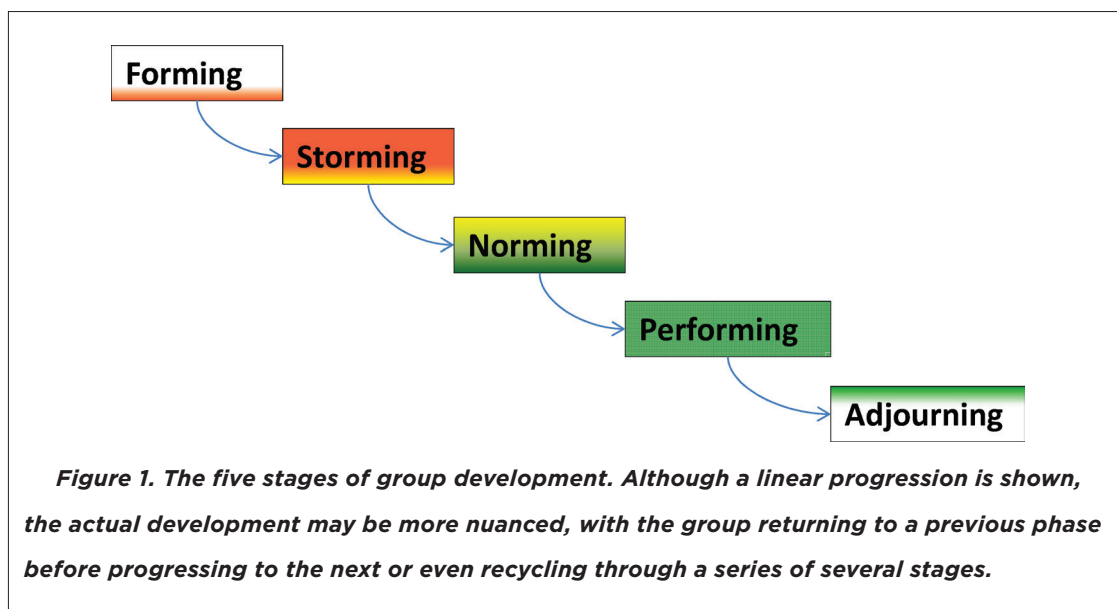 Forming
Storming
Norming
Performing
Adjourning
Figure 1. The five stages of group development. Although a linear progression is shown,
the actual development may be more nuanced, with the group returning to a previous phase
before progressing to the next or even recycling through a series of several stages.